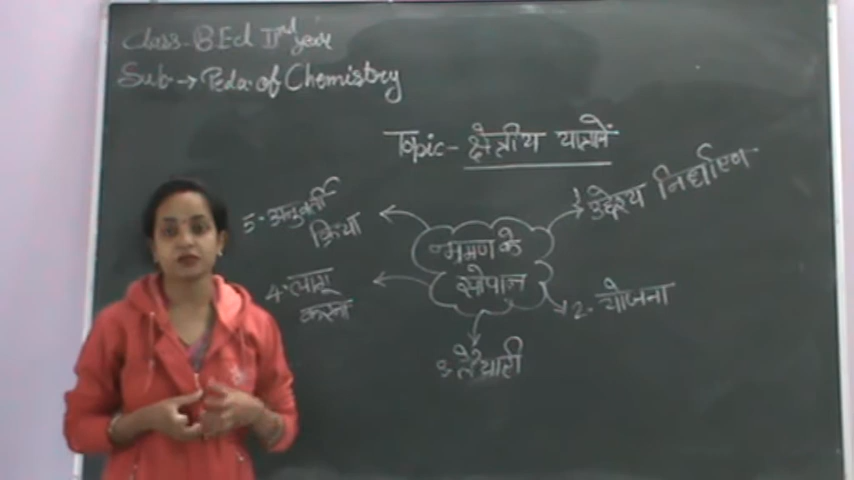 Class- B Ed IInd year
Sub → Peda. of Chemistry
Topic- क्षेत्रीय यात्रायें
भ्रमण के
सोपान
1. उद्देश्य निर्धारण
2. योजना
3. तैयारी
4. लागू
करना
5. अनुवर्ती
क्रिया